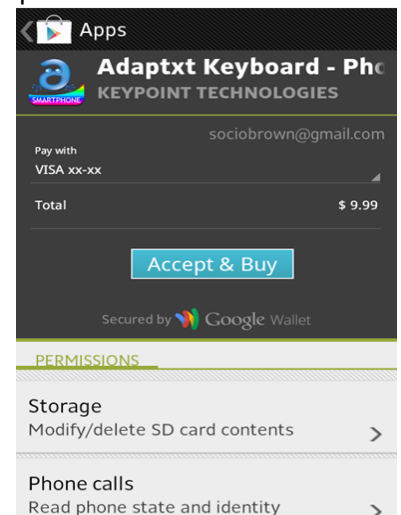 Apps
Adaptxt Keyboard - Pho
SMARTPHONE
KEYPOINT TECHNOLOGIES
sociobrown@gmail.com
Pay with
VISA xx-xx
Total $ 9.99
Accept & Buy
Secured by Google Wallet
PERMISSIONS
Storage
Modify/delete SD card contents
Phone calls
Read phone state and identity